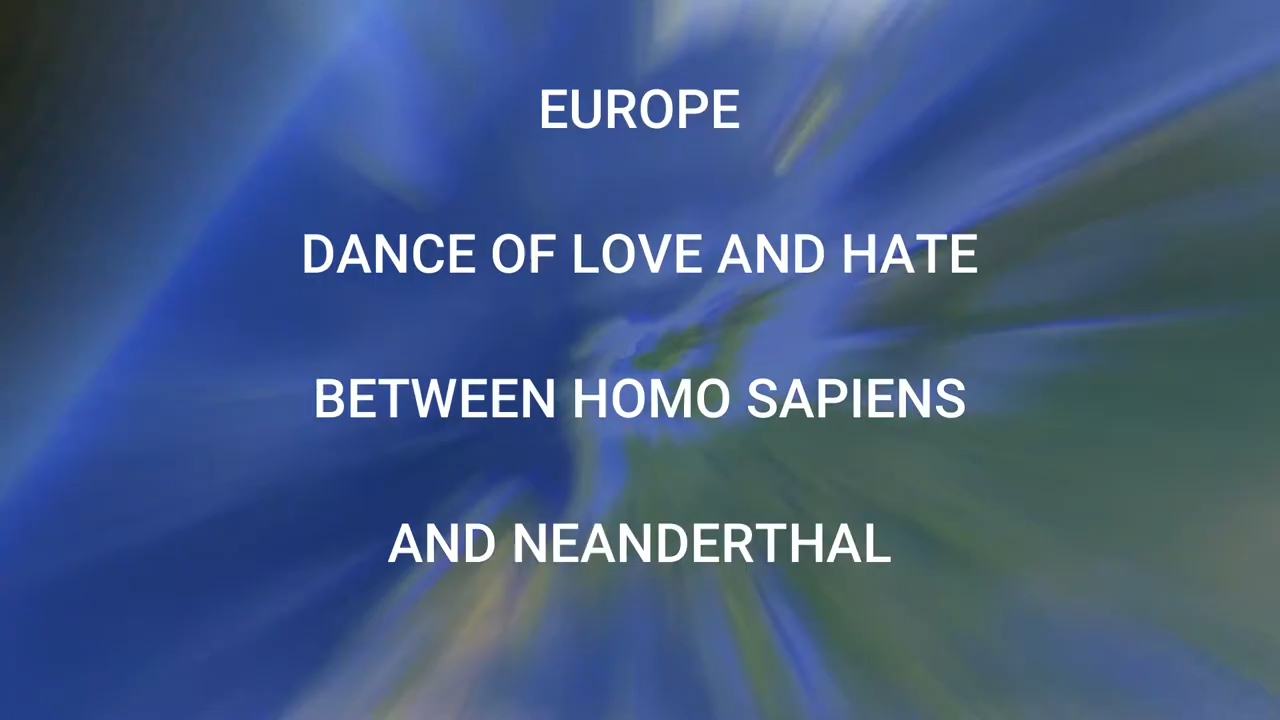 EUROPE
DANCE OF LOVE AND HATE
BETWEEN HOMO SAPIENS
AND NEANDERTHAL